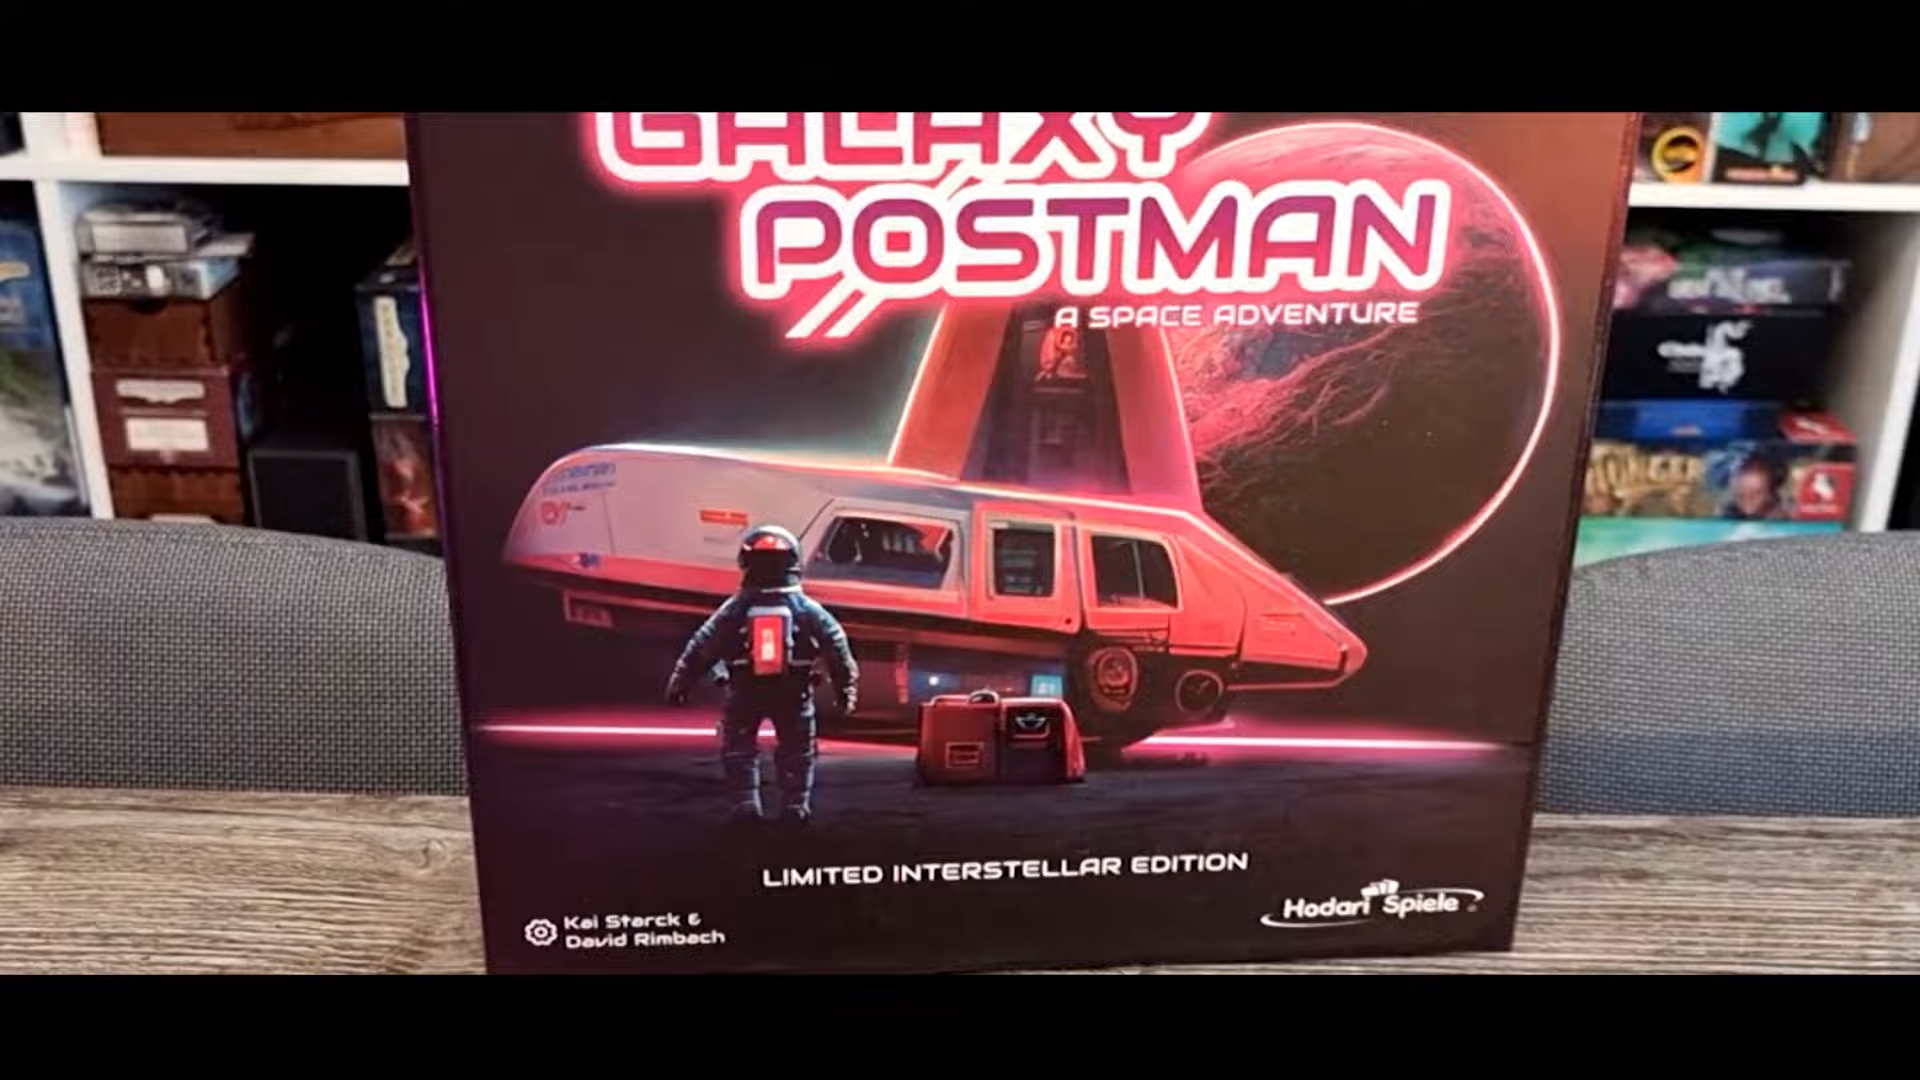 GALAXY
POSTMAN
A SPACE ADVENTURE
LIMITED INTERSTELLAR EDITION
Kai Starck &
David Rimbach
Hodari Spiele